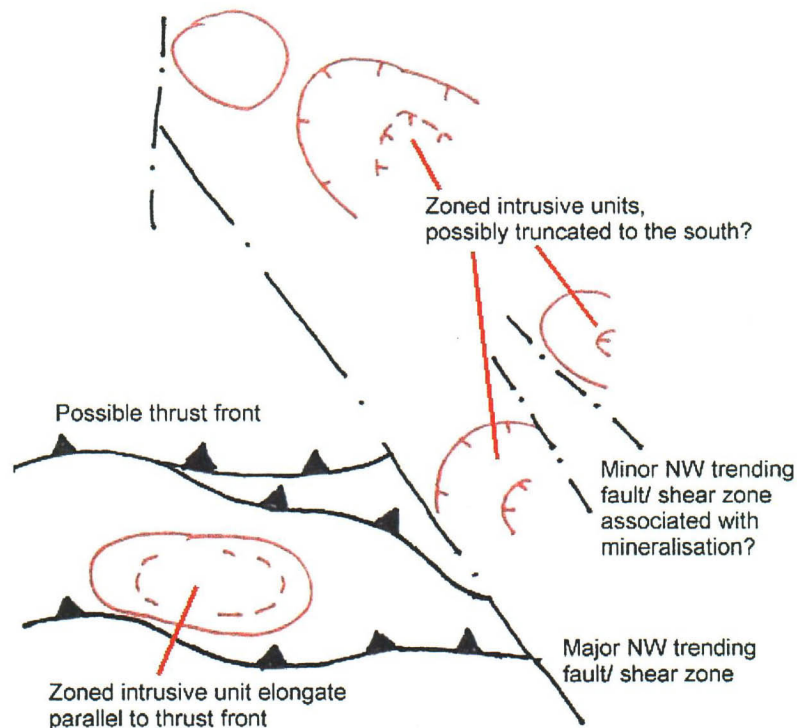 Zoned intrusive units,
possibly truncated to the south?
Possible thrust front
Minor NW trending
fault/ shear zone
associated with
mineralisation?
Major NW trending
fault/ shear zone
Zoned intrusive unit elongate
parallel to thrust front